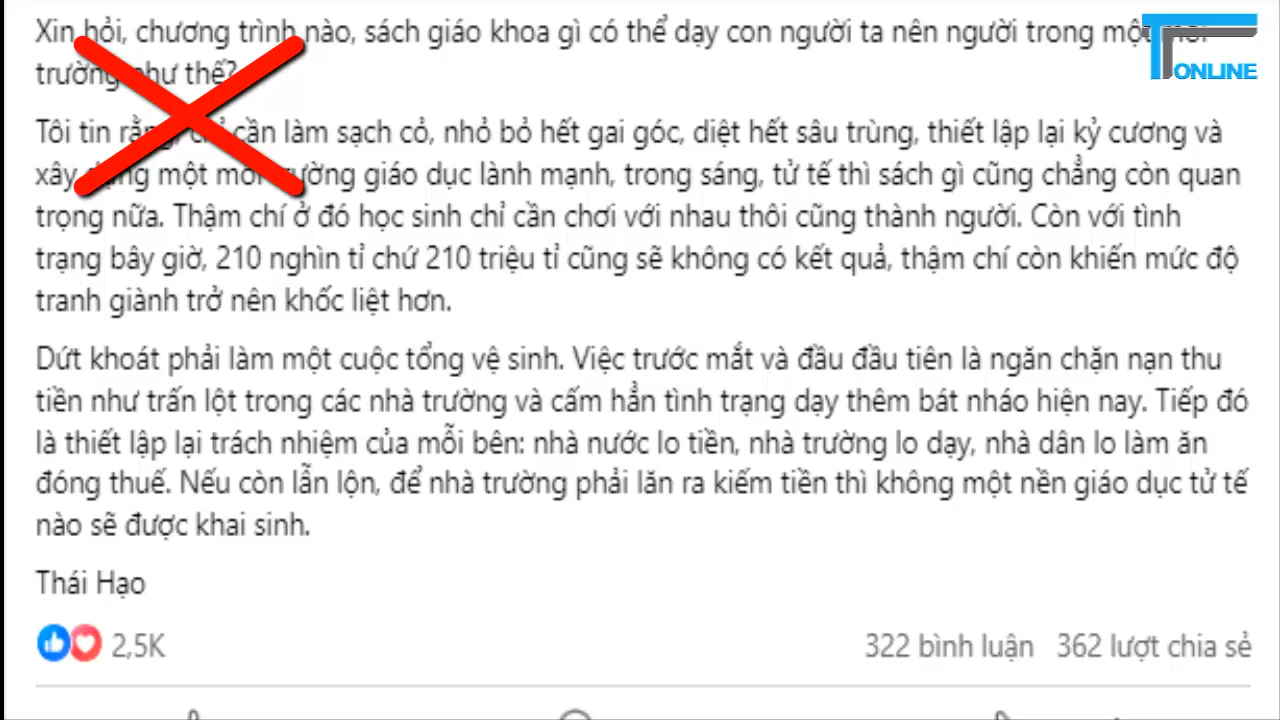 Xin hỏi, chương trình nào, sách giáo khoa gì có thể dạy con người ta nên người trong một môi
trường như thế?
Tôi tin rằng, chỉ cần làm sạch cỏ, nhỏ bỏ hết gai góc, diệt hết sâu trùng, thiết lập lại kỷ cương và
xây dựng một môi trường giáo dục lành mạnh, trong sáng, tử tế thì sách gì cũng chẳng còn quan
trọng nữa. Thậm chí ở đó học sinh chỉ cần chơi với nhau thôi cũng thành người. Còn với tình
trạng bây giờ, 210 nghìn tỉ chứ 210 triệu tỉ cũng sẽ không có kết quả, thậm chí còn khiến mức độ
tranh giành trở nên khốc liệt hơn.
Dứt khoát phải làm một cuộc tổng vệ sinh. Việc trước mắt và đầu đầu tiên là ngăn chặn nạn thu
tiền như trấn lột trong các nhà trường và cấm hẳn tình trạng dạy thêm bát nháo hiện nay. Tiếp đó
là thiết lập lại trách nhiệm của mỗi bên: nhà nước lo tiền, nhà trường lo dạy, nhà dân lo làm ăn
đóng thuế. Nếu còn lẫn lộn, để nhà trường phải lăn ra kiếm tiền thì không một nền giáo dục tử tế
nào sẽ được khai sinh.
Thái Hạo
2,5K 322 bình luận 362 lượt chia sẻ
ONLINE